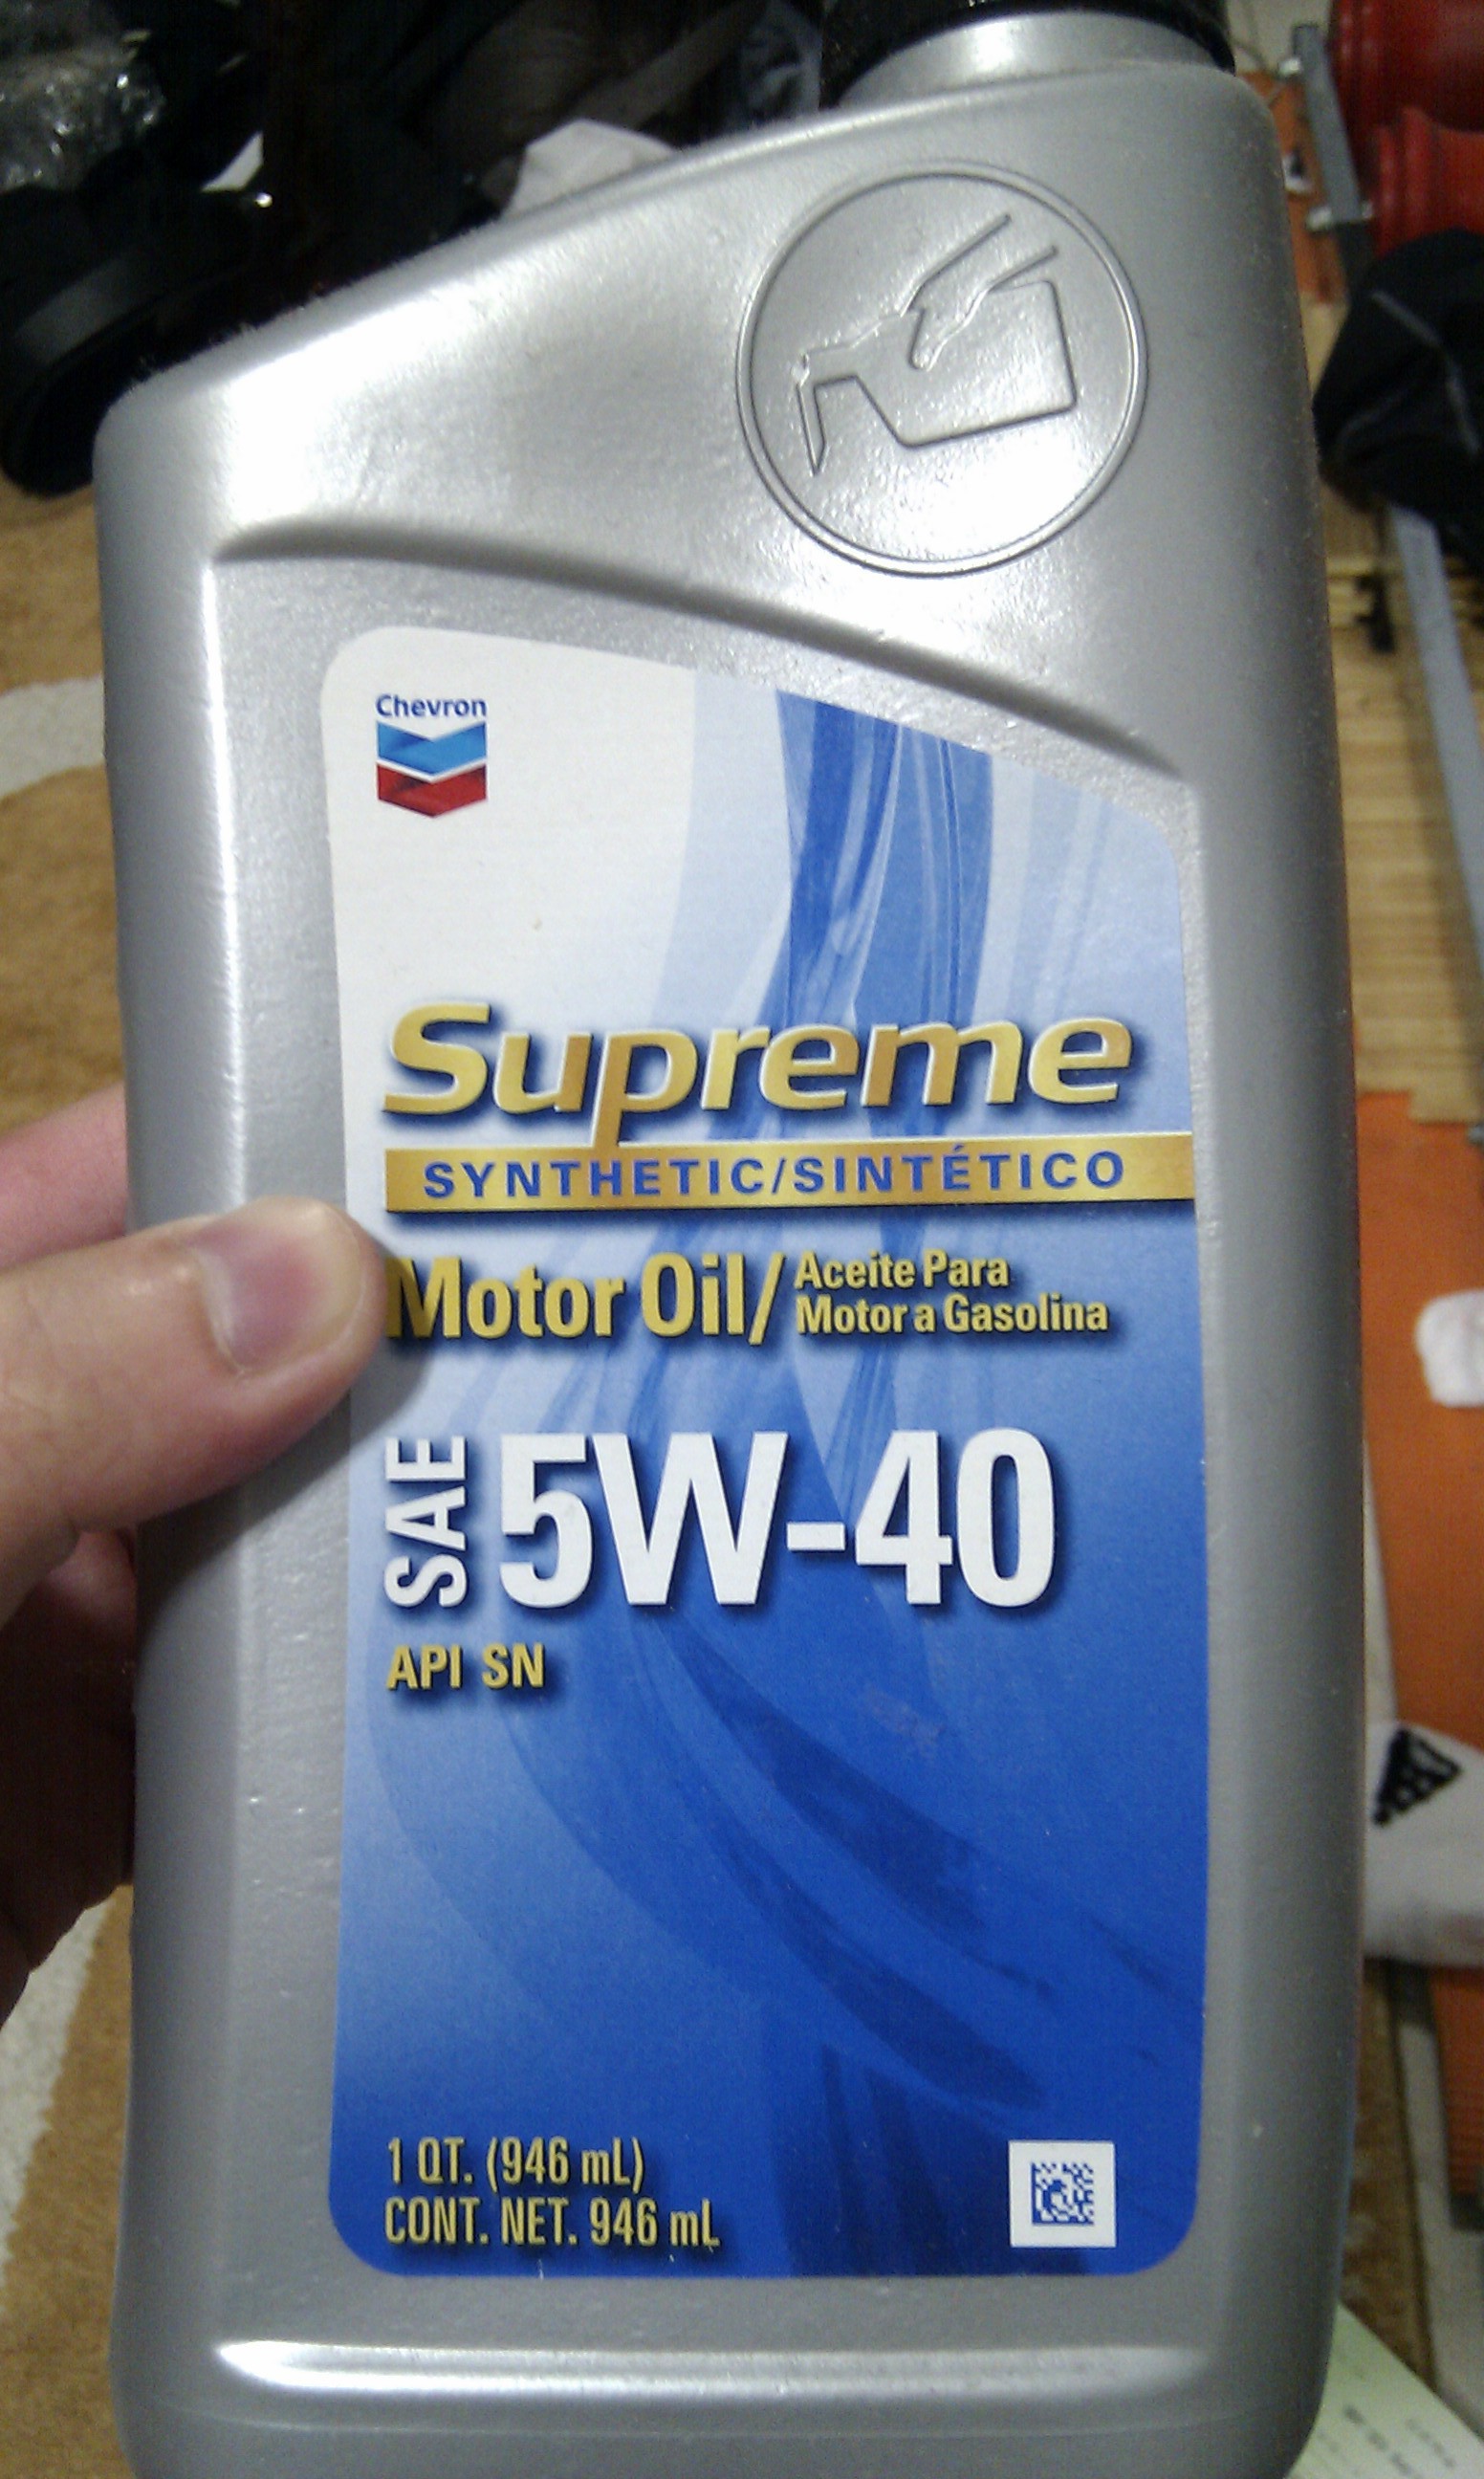 Chevron
Supreme
SYNTHETIC/SINTÉTICO
Motor Oil/ Aceite Para
Motor a Gasolina
SAE 5W-40
API SN
1 QT. (946 mL)
CONT. NET. 946 mL